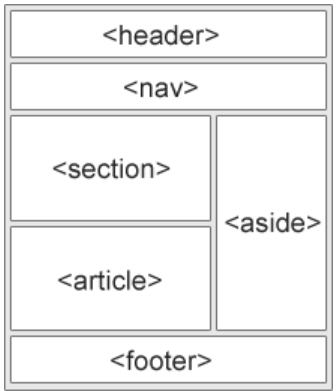 <header>
<nav>
<section>
<aside>
<article>
<footer>